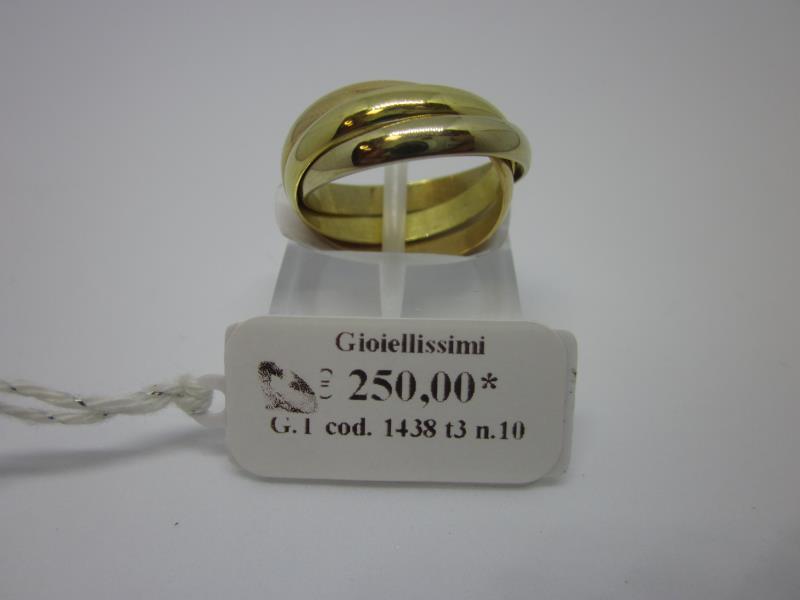 Gioiellissimi
€ 250,00*
G.1 cod. 1438 t3 n.10